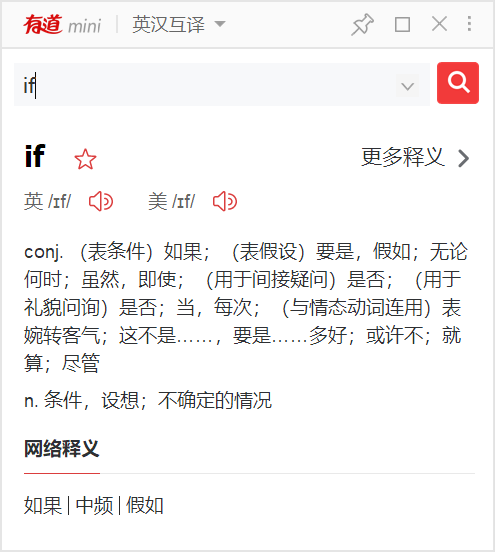 有道 mini 英汉互译
if
if 更多释义
英 /ɪf/ 美 /ɪf/
conj. （表条件）如果；（表假设）要是，假如；无论
何时；虽然，即使；（用于间接疑问）是否；（用于
礼貌问询）是否；当，每次；（与情态动词连用）表
婉转客气；这不是……，要是……多好；或许不；就
算；尽管
n. 条件，设想；不确定的情况
网络释义
如果 | 中频 | 假如